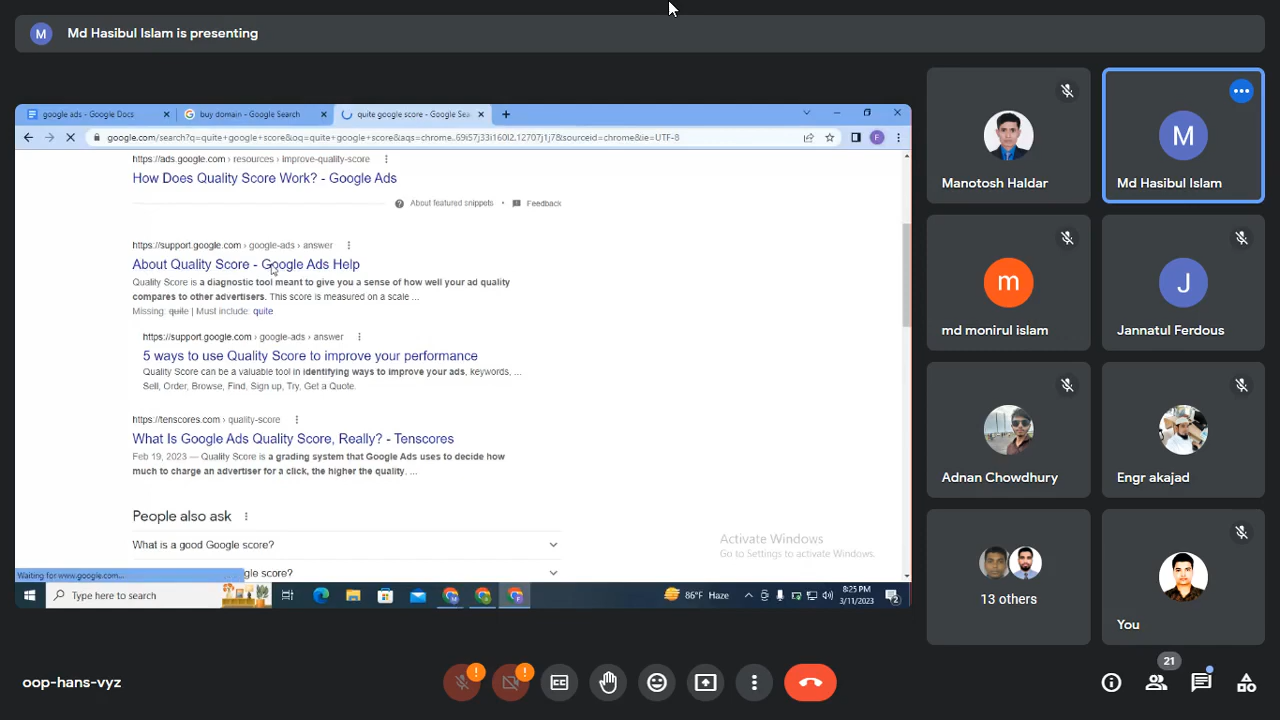 M
Md Hasibul Islam is presenting
google ads - Google Docs
buy domain - Google Search
quite google score - Google Sea
google.com/search?q=quite+google+score&oq=quite+google+score&aqs=chrome..69i57j33i160l2.12707j1j7&sourceid=chrome&ie=UTF-8
F
https://ads.google.com › resources › improve-quality-score
How Does Quality Score Work? - Google Ads
About featured snippets • Feedback
https://support.google.com › google-ads › answer
About Quality Score - Google Ads Help
Quality Score is a diagnostic tool meant to give you a sense of how well your ad quality
compares to other advertisers. This score is measured on a scale ...
Missing: quite | Must include: quite
https://support.google.com › google-ads › answer
5 ways to use Quality Score to improve your performance
Quality Score can be a valuable tool in identifying ways to improve your ads, keywords, ...
Sell, Order, Browse, Find, Sign up, Try, Get a Quote.
https://tenscores.com › quality-score
What Is Google Ads Quality Score, Really? - Tenscores
Feb 19, 2023 — Quality Score is a grading system that Google Ads uses to decide how
much to charge an advertiser for a click, the higher the quality. ...
People also ask
What is a good Google score?
gle score?
Activate Windows
Go to Settings to activate Windows.
Waiting for www.google.com...
Type here to search
86°F Haze
8:25 PM
3/11/2023
2
Manotosh Haldar
M
Md Hasibul Islam
m
md monirul islam
J
Jannatul Ferdous
Adnan Chowdhury
Engr akajad
13 others
You
oop-hans-vyz
21